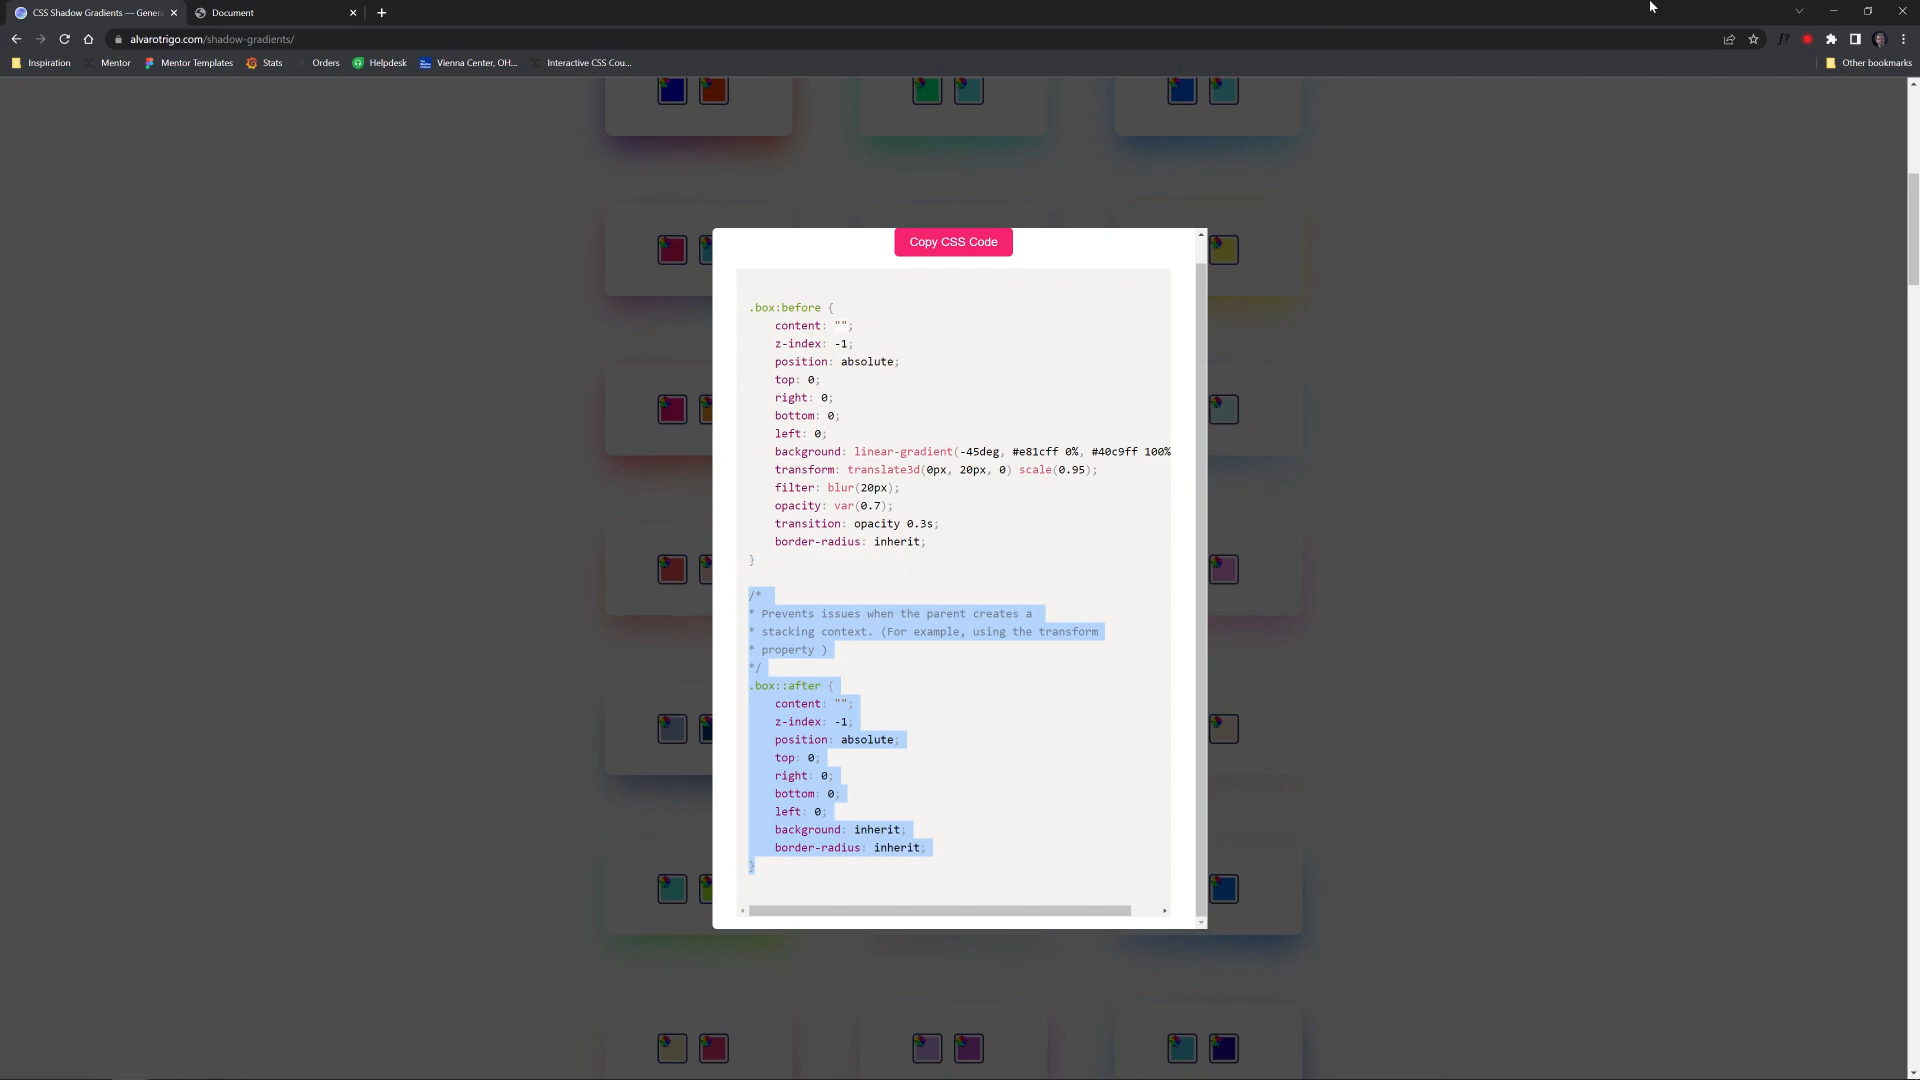 CSS Shadow Gradients — Gener
Document
alvarotrigo.com/shadow-gradients/
Inspiration
Mentor
Mentor Templates
Stats
Orders
Helpdesk
Vienna Center, OH...
Interactive CSS Cou...
Other bookmarks
Copy CSS Code
.box:before {
content: "";
z-index: -1;
position: absolute;
top: 0;
right: 0;
bottom: 0;
left: 0;
background: linear-gradient(-45deg, #e81cff 0%, #40c9ff 100%
transform: translate3d(0px, 20px, 0) scale(0.95);
filter: blur(20px);
opacity: var(0.7);
transition: opacity 0.3s;
border-radius: inherit;
}
/*
* Prevents issues when the parent creates a
* stacking context. (For example, using the transform
* property )
*/
.box::after {
content: "";
z-index: -1;
position: absolute;
top: 0;
right: 0;
bottom: 0;
left: 0;
background: inherit;
border-radius: inherit;
}